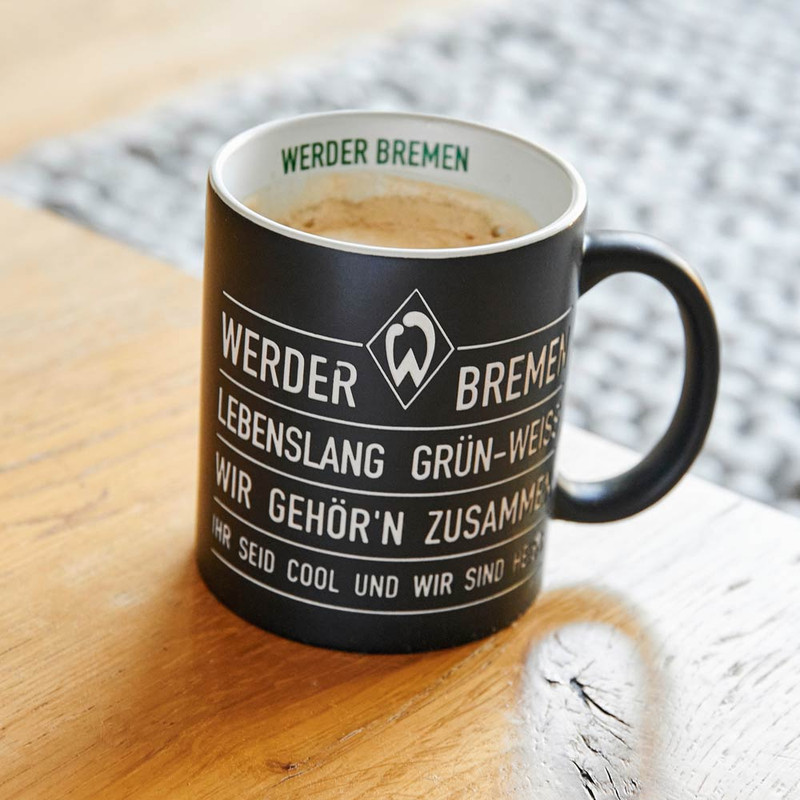 WERDER BREMEN
WERDER BREMEN
LEBENSLANG GRÜN-WEISS
WIR GEHÖR'N ZUSAMMEN
IHR SEID COOL UND WIR SIND